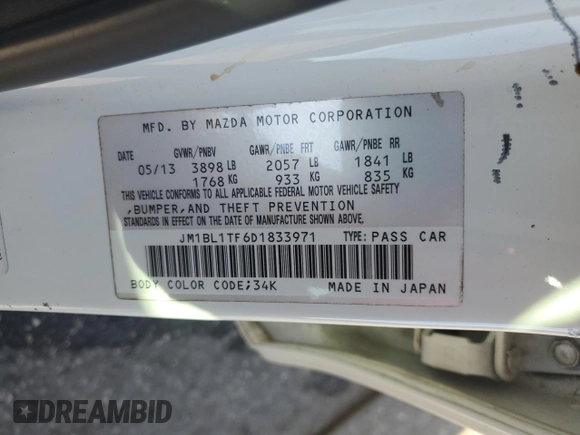 MFD. BY MAZDA MOTOR CORPORATION
DATE GVWR/PNBV GAWR/PNBE FRT GAWR/PNBE RR
05/13 3898 LB 2057 LB 1841 LB
1768 KG 933 KG 835 KG
THIS VEHICLE CONFORMS TO ALL APPLICABLE FEDERAL MOTOR VEHICLE SAFETY
,BUMPER,AND THEFT PREVENTION
STANDARDS IN EFFECT ON THE DATE OF MANUFACTURE SHOWN ABOVE.
JM1BL1TF6D1833971 TYPE: PASS CAR
BODY COLOR CODE;34K MADE IN JAPAN
DREAMBID